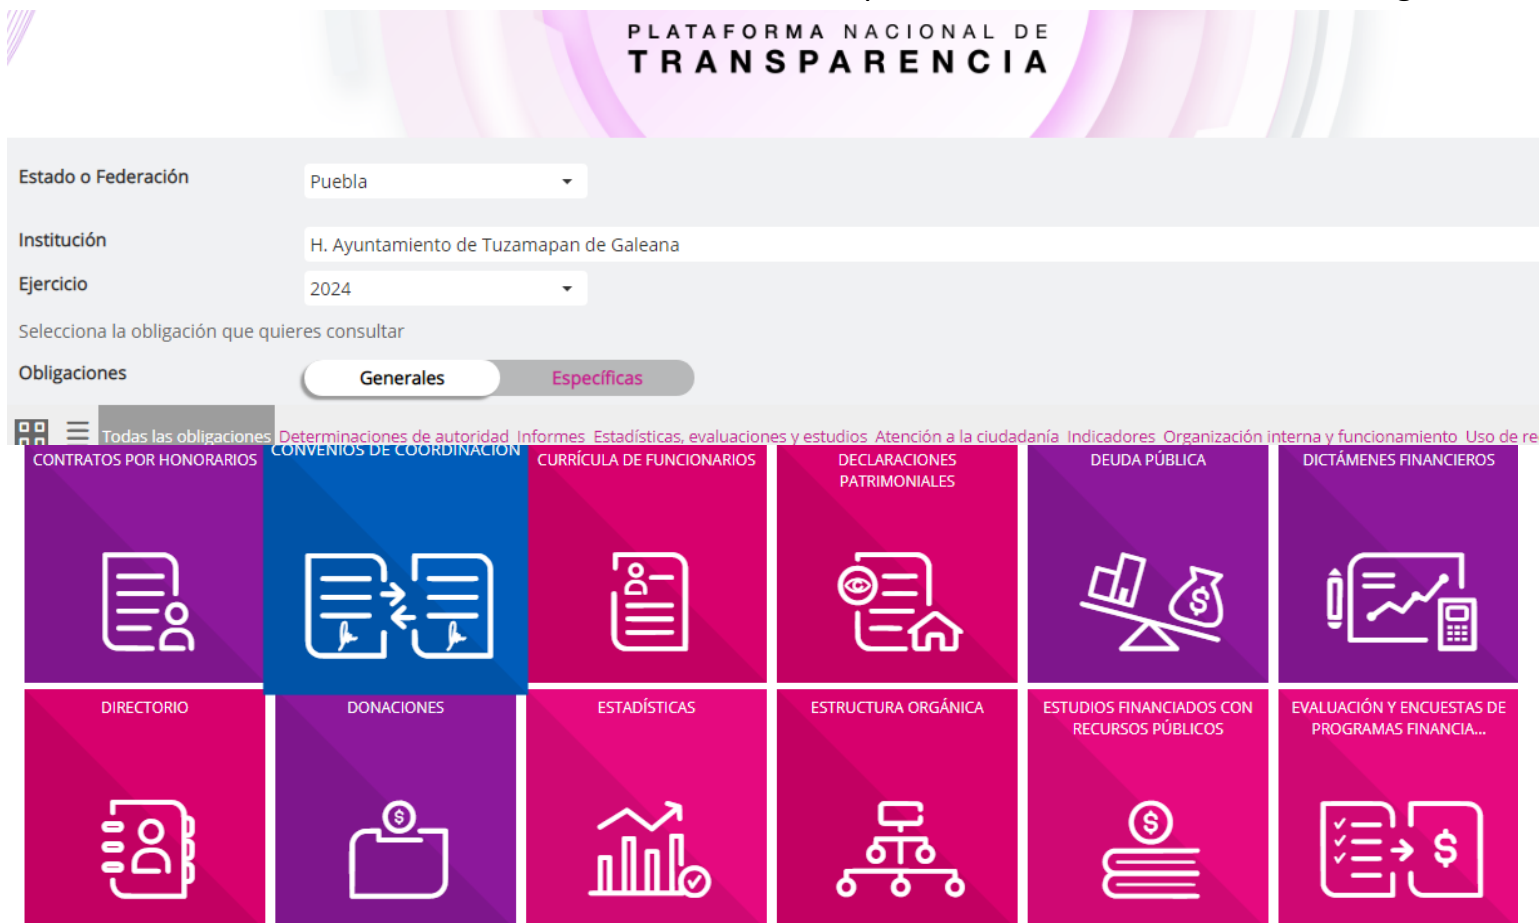 PLATAFORMA NACIONAL DE
TRANSPARENCIA
Estado o Federación
Puebla
Institución
H. Ayuntamiento de Tuzamapan de Galeana
Ejercicio
2024
Selecciona la obligación que quieres consultar
Obligaciones
Generales
Específicas
Todas las obligaciones Determinaciones de autoridad Informes Estadísticas, evaluaciones y estudios Atención a la ciudadanía Indicadores Organización interna y funcionamiento Uso de re
CONTRATOS POR HONORARIOS
CONVENIOS DE COORDINACIÓN
CURRÍCULA DE FUNCIONARIOS
DECLARACIONES
PATRIMONIALES
DEUDA PÚBLICA
DICTÁMENES FINANCIEROS
DIRECTORIO
DONACIONES
ESTADÍSTICAS
ESTRUCTURA ORGÁNICA
ESTUDIOS FINANCIADOS CON
RECURSOS PÚBLICOS
EVALUACIÓN Y ENCUESTAS DE
PROGRAMAS FINANCIA...